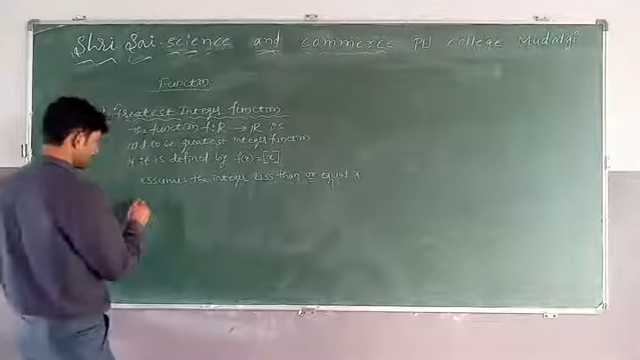 Shri Sai science and commerce PU college Mudalgi
Function
Greatest Integer function
The function f: R → R is
said to be greatest integer function
if it is defined by f(x) = [x]
assumes the integer less than or equal x